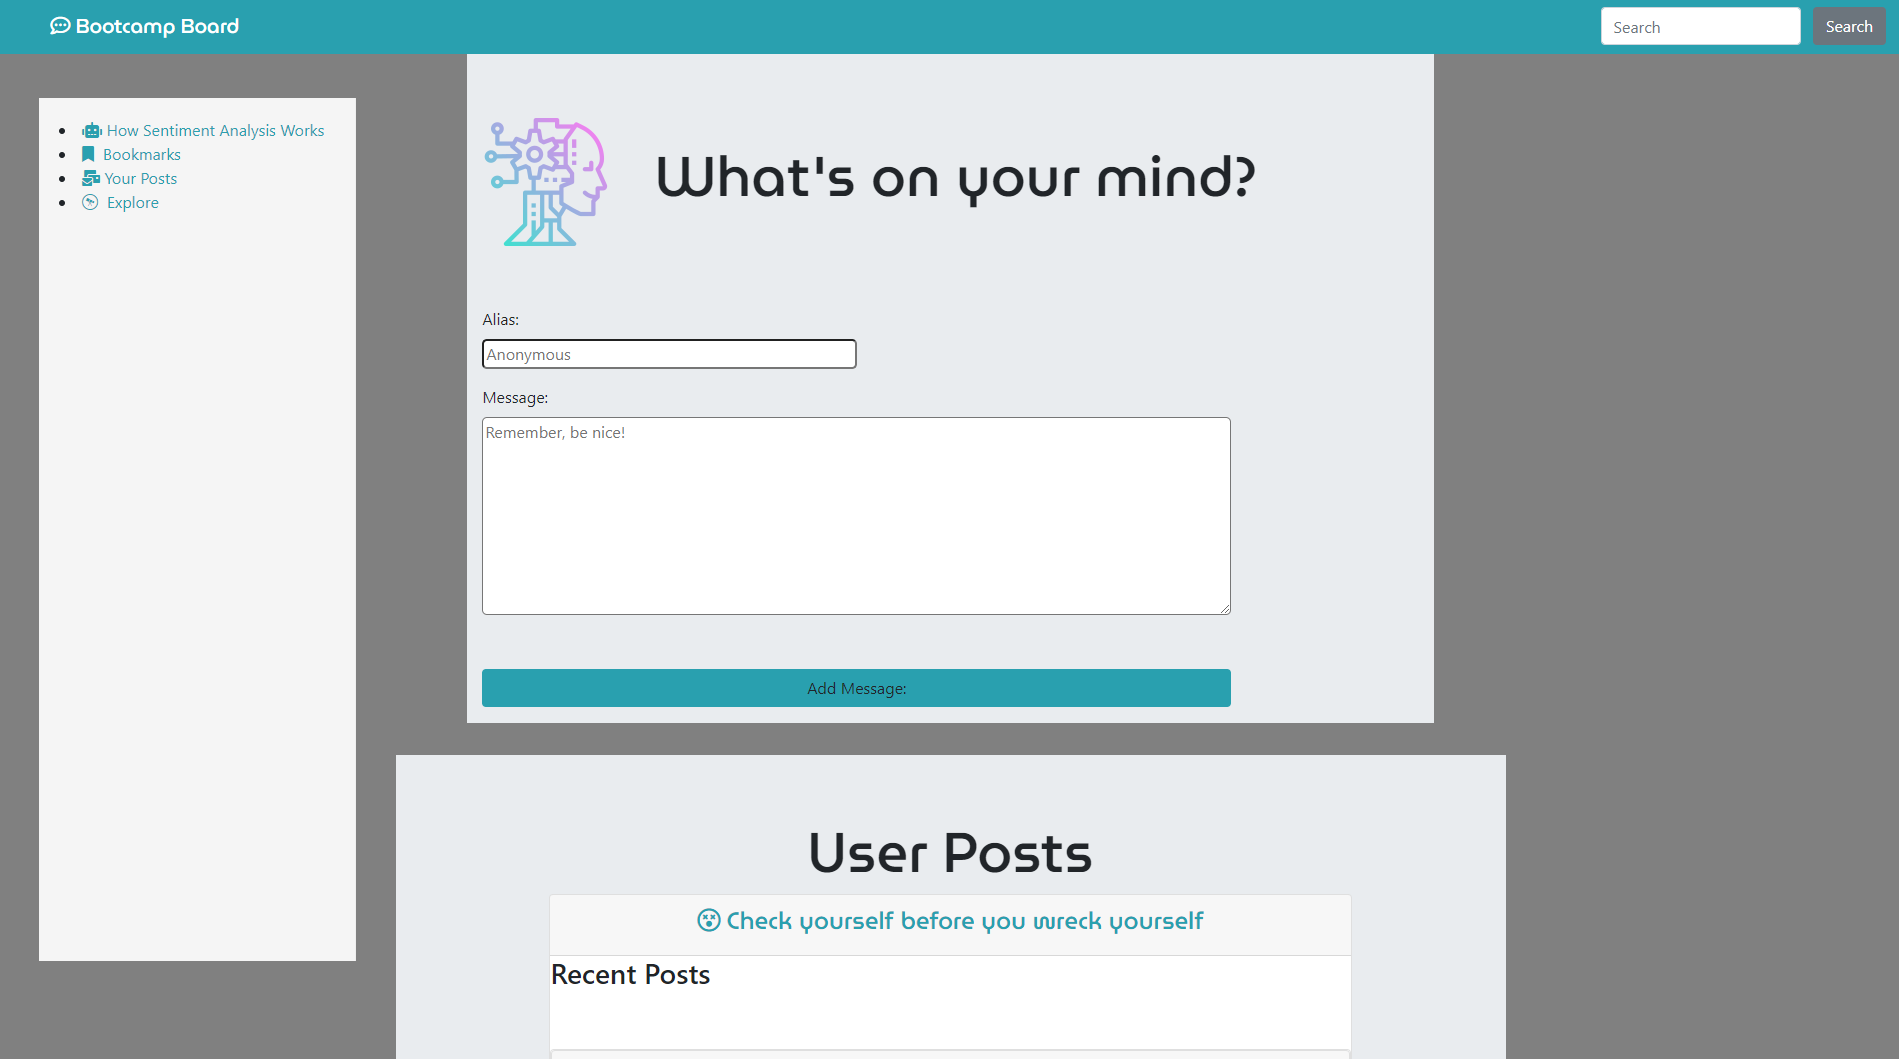 Bootcamp Board
Search
Search
How Sentiment Analysis Works
Bookmarks
Your Posts
Explore
What's on your mind?
Alias:
Anonymous
Message:
Remember, be nice!
Add Message:
User Posts
Check yourself before you wreck yourself
Recent Posts